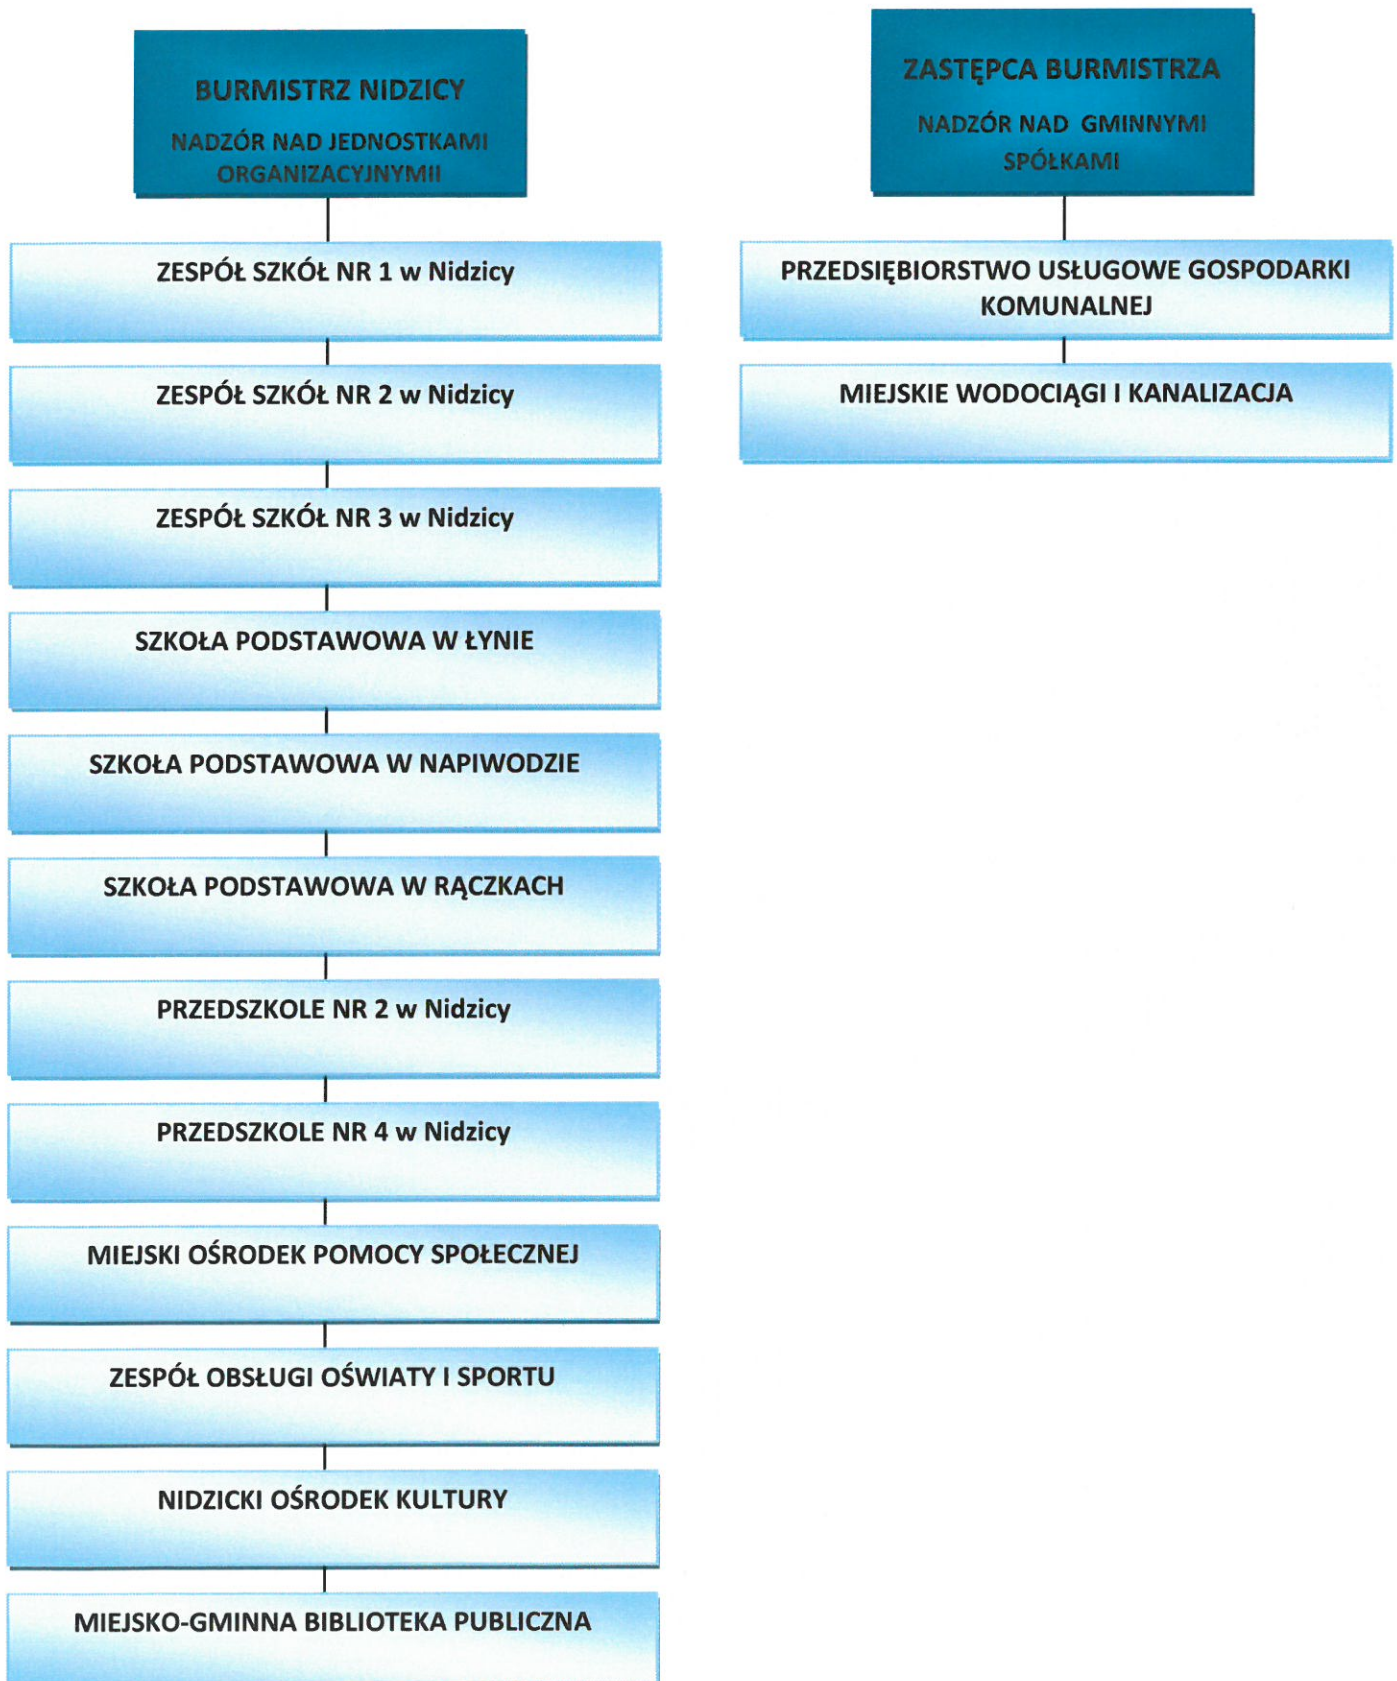 BURMISTRZ NIDZICY
NADZÓR NAD JEDNOSTKAMI
ORGANIZACYJNYMII
ZESPÓŁ SZKÓŁ NR 1 w Nidzicy
ZESPÓŁ SZKÓŁ NR 2 w Nidzicy
ZESPÓŁ SZKÓŁ NR 3 w Nidzicy
SZKOŁA PODSTAWOWA W ŁYNIE
SZKOŁA PODSTAWOWA W NAPIWODZIE
SZKOŁA PODSTAWOWA W RĄCZKACH
PRZEDSZKOLE NR 2 w Nidzicy
PRZEDSZKOLE NR 4 w Nidzicy
MIEJSKI OŚRODEK POMOCY SPOŁECZNEJ
ZESPÓŁ OBSŁUGI OŚWIATY I SPORTU
NIDZICKI OŚRODEK KULTURY
MIEJSKO-GMINNA BIBLIOTEKA PUBLICZNA
ZASTĘPCA BURMISTRZA
NADZÓR NAD GMINNYMI
SPÓŁKAMI
PRZEDSIĘBIORSTWO USŁUGOWE GOSPODARKI
KOMUNALNEJ
MIEJSKIE WODOCIĄGI I KANALIZACJA